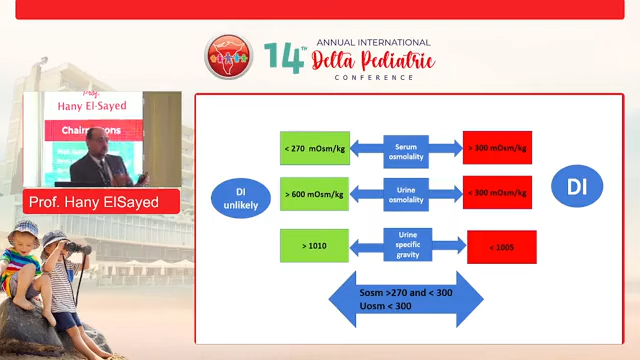 14TH
ANNUAL INTERNATIONAL
Delta Pediatric
CONFERENCE
Prof.
Hany El-Sayed
Prof. Hany ElSayed
DI
unlikely
< 270 mOsm/kg
Serum
osmolality
> 300 mOsm/kg
> 600 mOsm/kg
Urine
osmolality
< 300 mOsm/kg
DI
> 1010
Urine
specific
gravity
< 1005
Sosm >270 and < 300
Uosm < 300